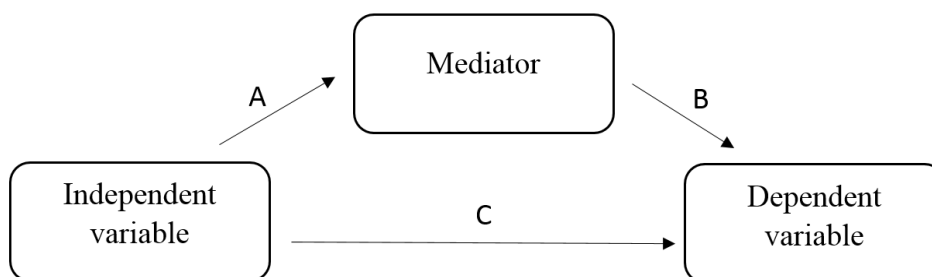 Mediator
A
B
Independent
variable
C
Dependent
variable